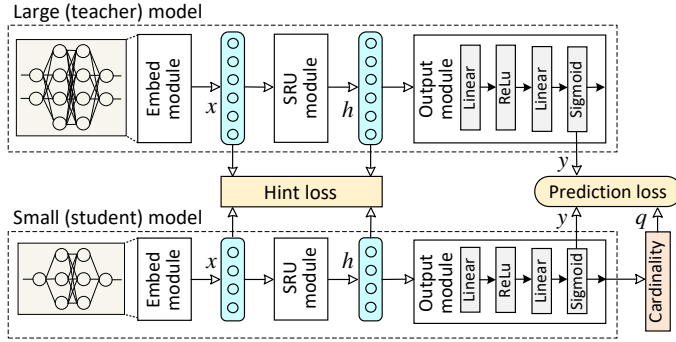 Large (teacher) model
Embed
module
x
SRU
module
h
Output
module
Linear
ReLu
Linear
Sigmoid
y
Hint loss
Prediction loss
Small (student) model
Embed
module
x
SRU
module
h
Output
module
Linear
ReLu
Linear
Sigmoid
y
q
Cardinality